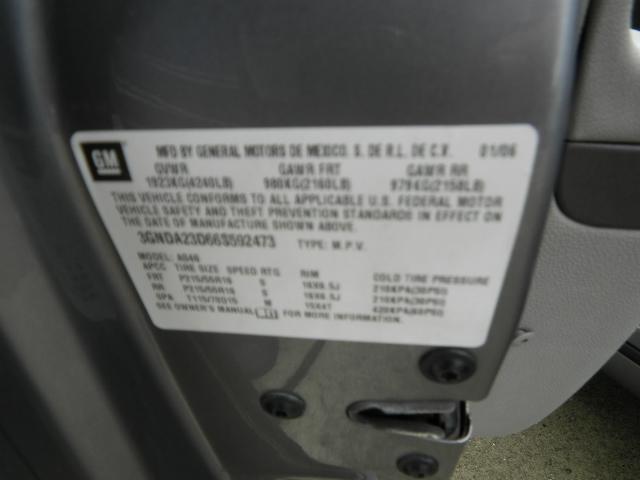 GM MFD BY GENERAL MOTORS DE MEXICO. S. DE R.L. DE C.V. 01/06
GVWR GAWR FRT GAWR RR
1923KG(4240LB) 980KG(2160LB) 979KG(2158LB)
THIS VEHICLE CONFORMS TO ALL APPLICABLE U.S. FEDERAL MOTOR
VEHICLE SAFETY AND THEFT PREVENTION STANDARDS IN EFFECT ON
THE DATE OF MANUFACTURE SHOWN ABOVE.
3GNDA23D66S592473 TYPE: M.P.V.
MODEL: AB46
APCC TIRE SIZE SPEED RTG RIM COLD TIRE PRESSURE
FRT P215/55R16 S 16X6.5J 210KPA(30PSI)
RR P215/55R16 S 16X6.5J 210KPA(30PSI)
SPA T115/70D15 M 15X4T 420KPA(60PSI)
SEE OWNER'S MANUAL FOR MORE INFORMATION.